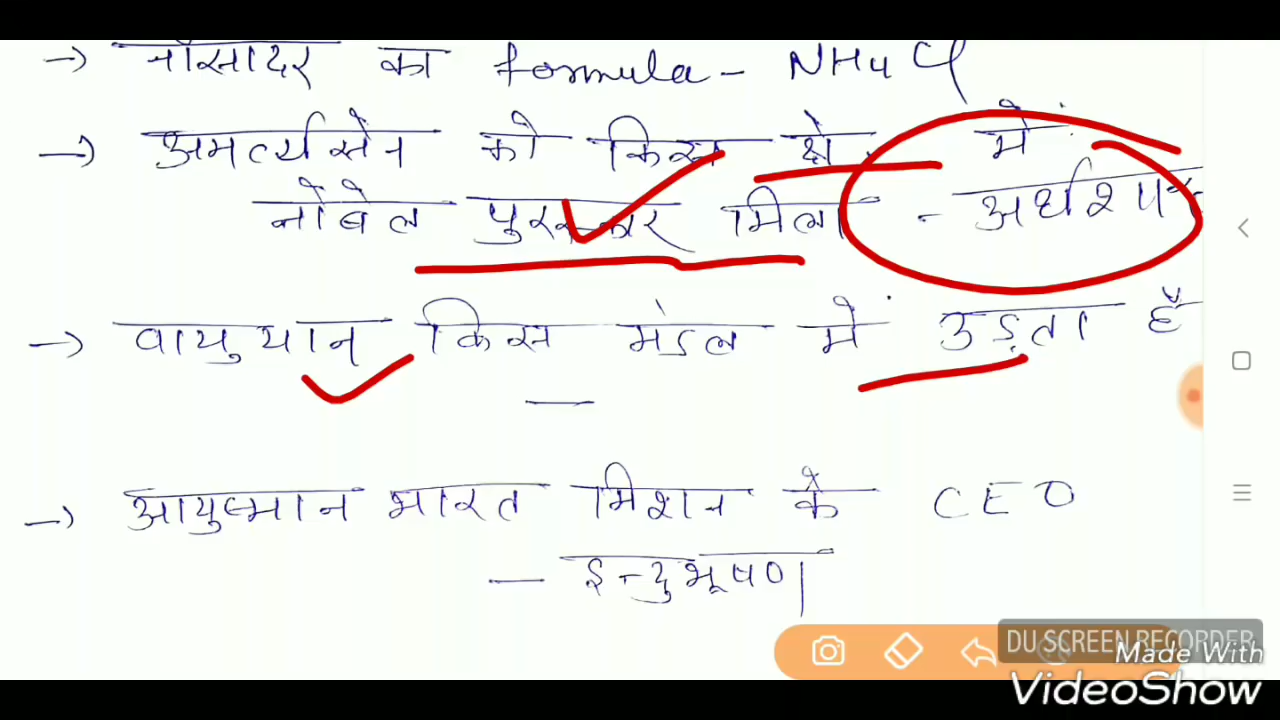 → नौसादर का formula - NH4Cl
→ अमर्त्यसेन को किस क्षे. में
नोबेल पुरस्कार मिला - अर्थशास्त्र
→ वायुयान किस मंडल में उड़ता है
—
→ आयुष्मान भारत मिशन के CEO
— इन्दुभूषण
DU SCREEN RECORDER
Made With
VideoShow